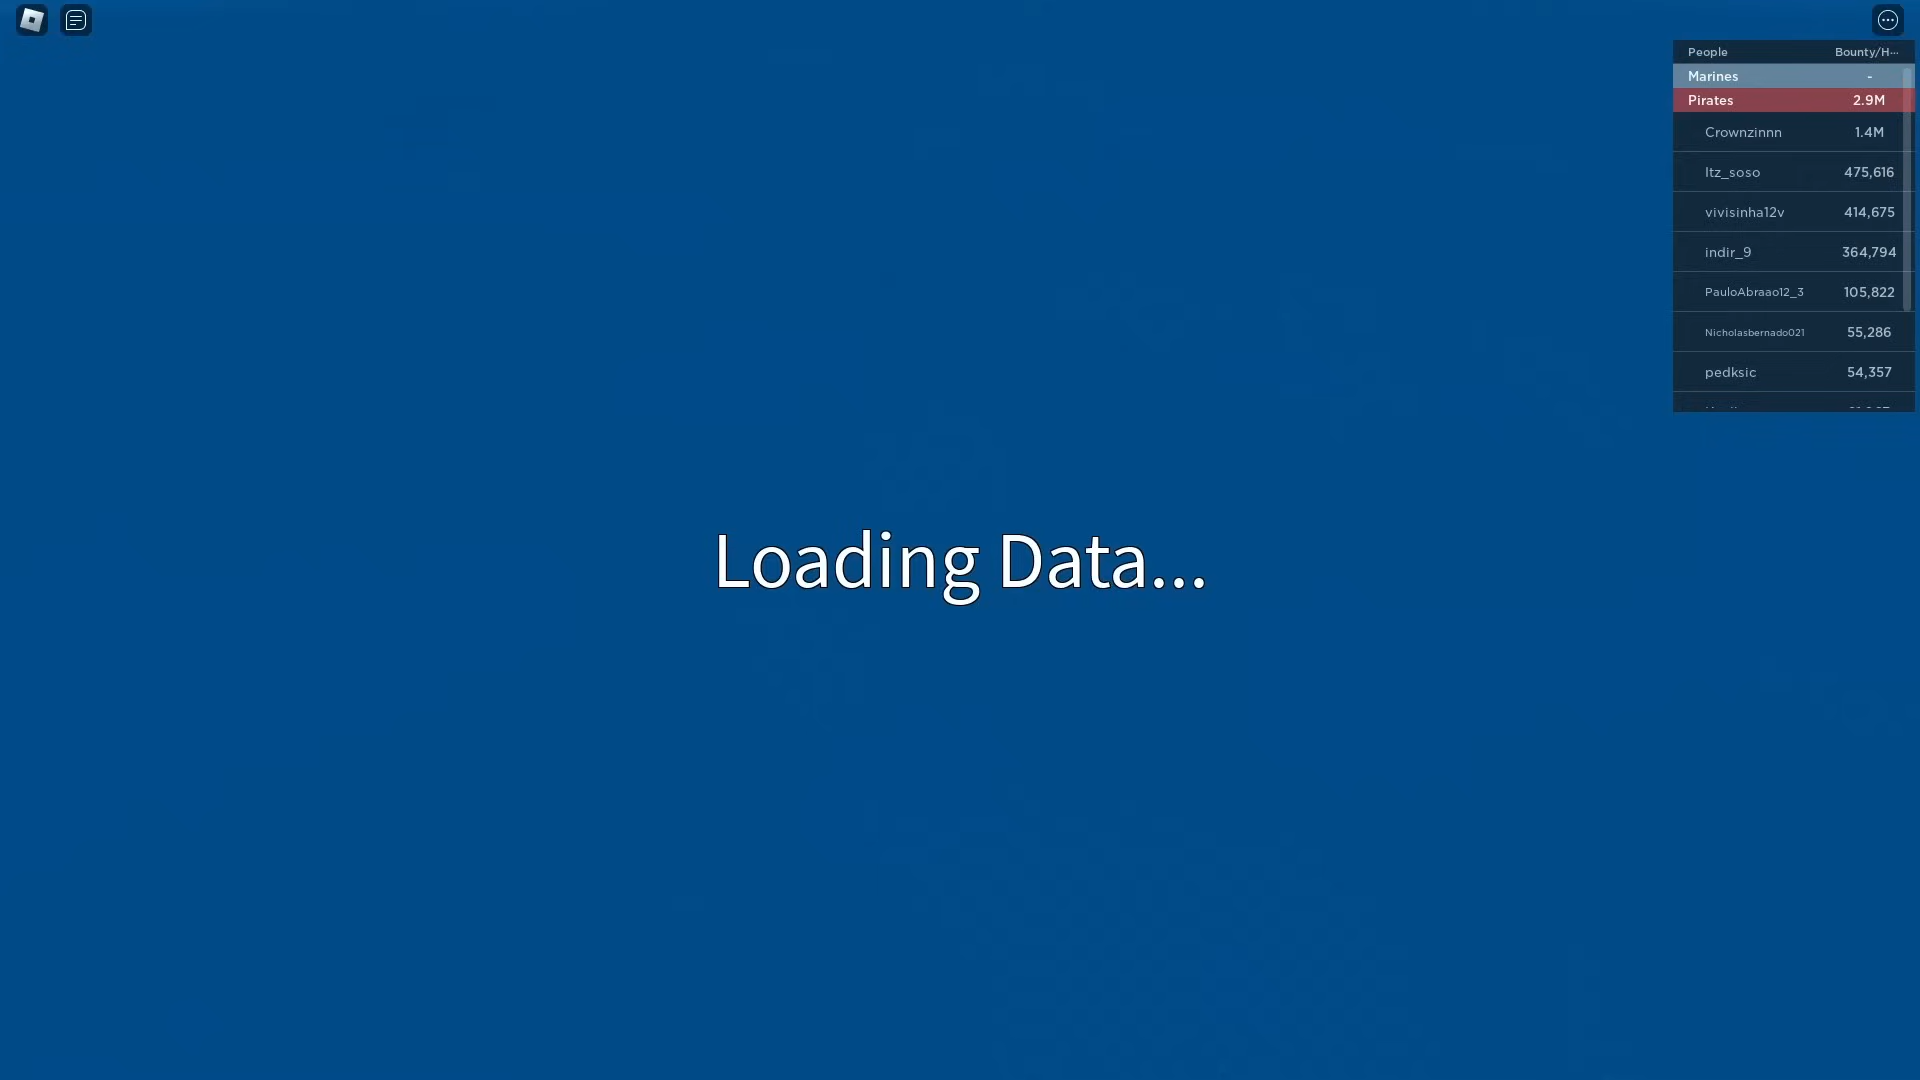 People Bounty/H...
Marines -
Pirates 2.9M
Crownzinnn 1.4M
Itz_soso 475,616
vivisinha12v 414,675
indir_9 364,794
PauloAbraao12_3 105,822
Nicholasbernado021 55,286
pedksic 54,357
Loading Data...